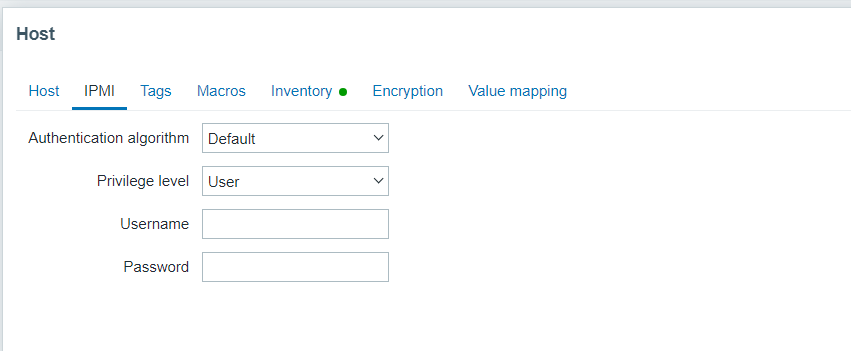 Host
Host IPMI Tags Macros Inventory Encryption Value mapping
Authentication algorithm Default
Privilege level User
Username
Password